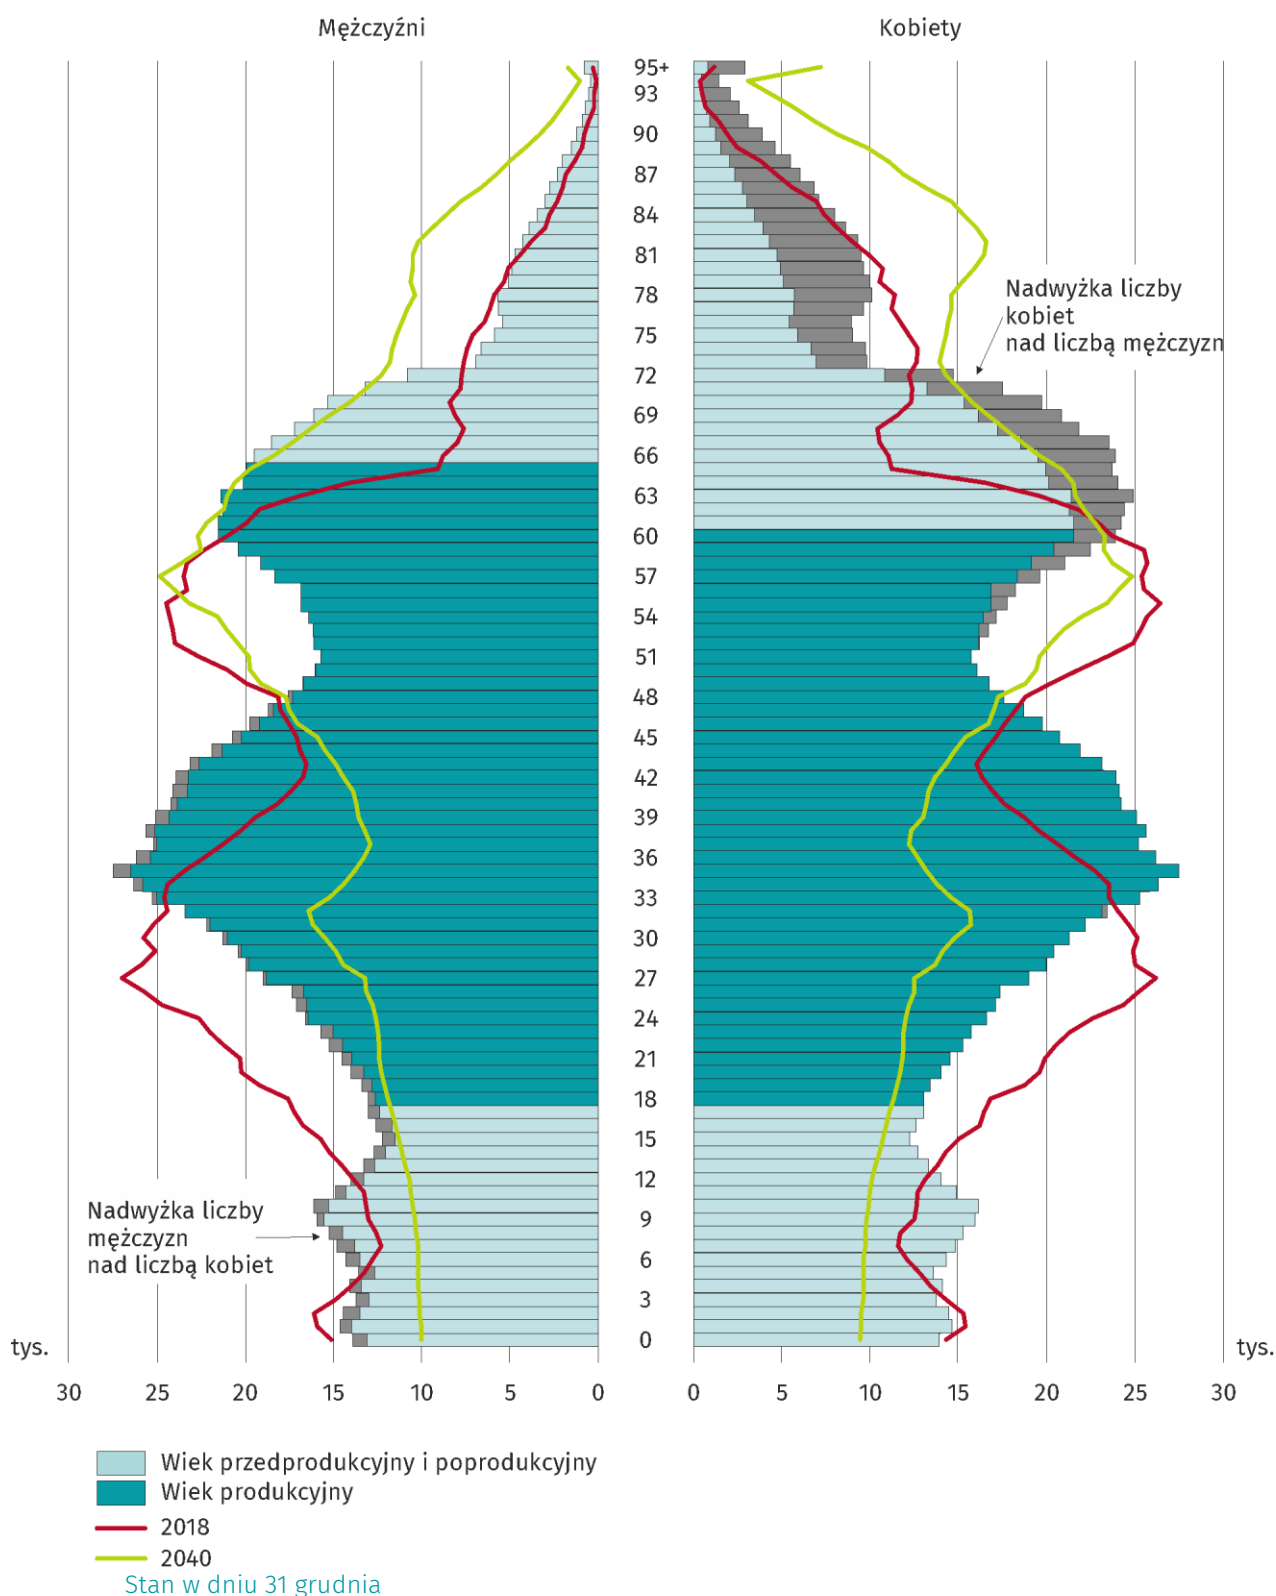 Mężczyźni
Kobiety
95+
93
90
87
84
81
78
75
72
69
66
63
60
57
54
51
48
45
42
39
36
33
30
27
24
21
18
15
12
9
6
3
0
Nadwyżka liczby
kobiet
nad liczbą mężczyzn
Nadwyżka liczby
mężczyzn
nad liczbą kobiet
tys.
tys.
30 25 20 15 10 5 0
0 5 10 15 20 25 30
Wiek przedprodukcyjny i poprodukcyjny
Wiek produkcyjny
2018
2040
Stan w dniu 31 grudnia